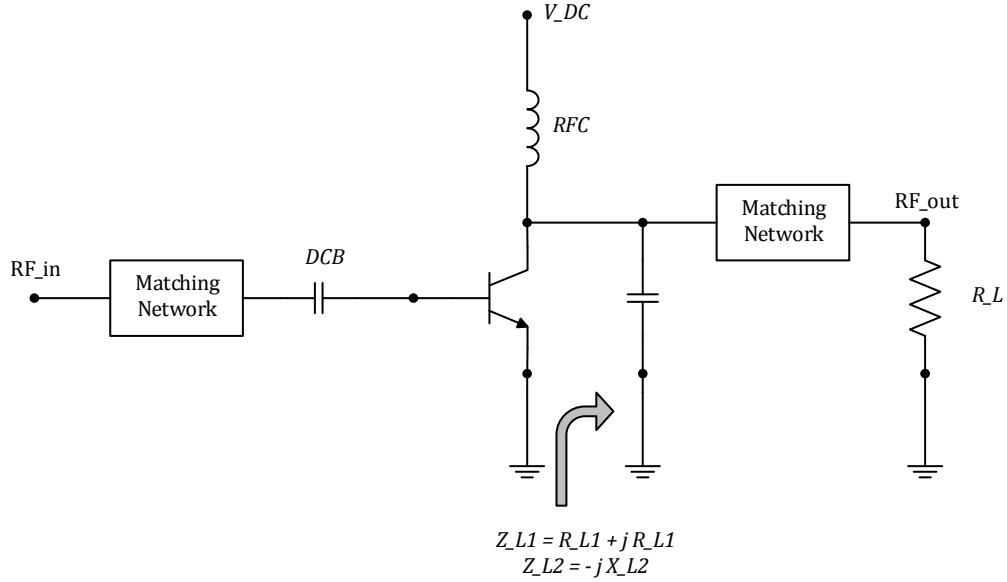 V_DC
RFC
Matching
Network
RF_out
DCB
RF_in
Matching
Network
R_L
Z_L1 = R_L1 + j R_L1
Z_L2 = - j X_L2